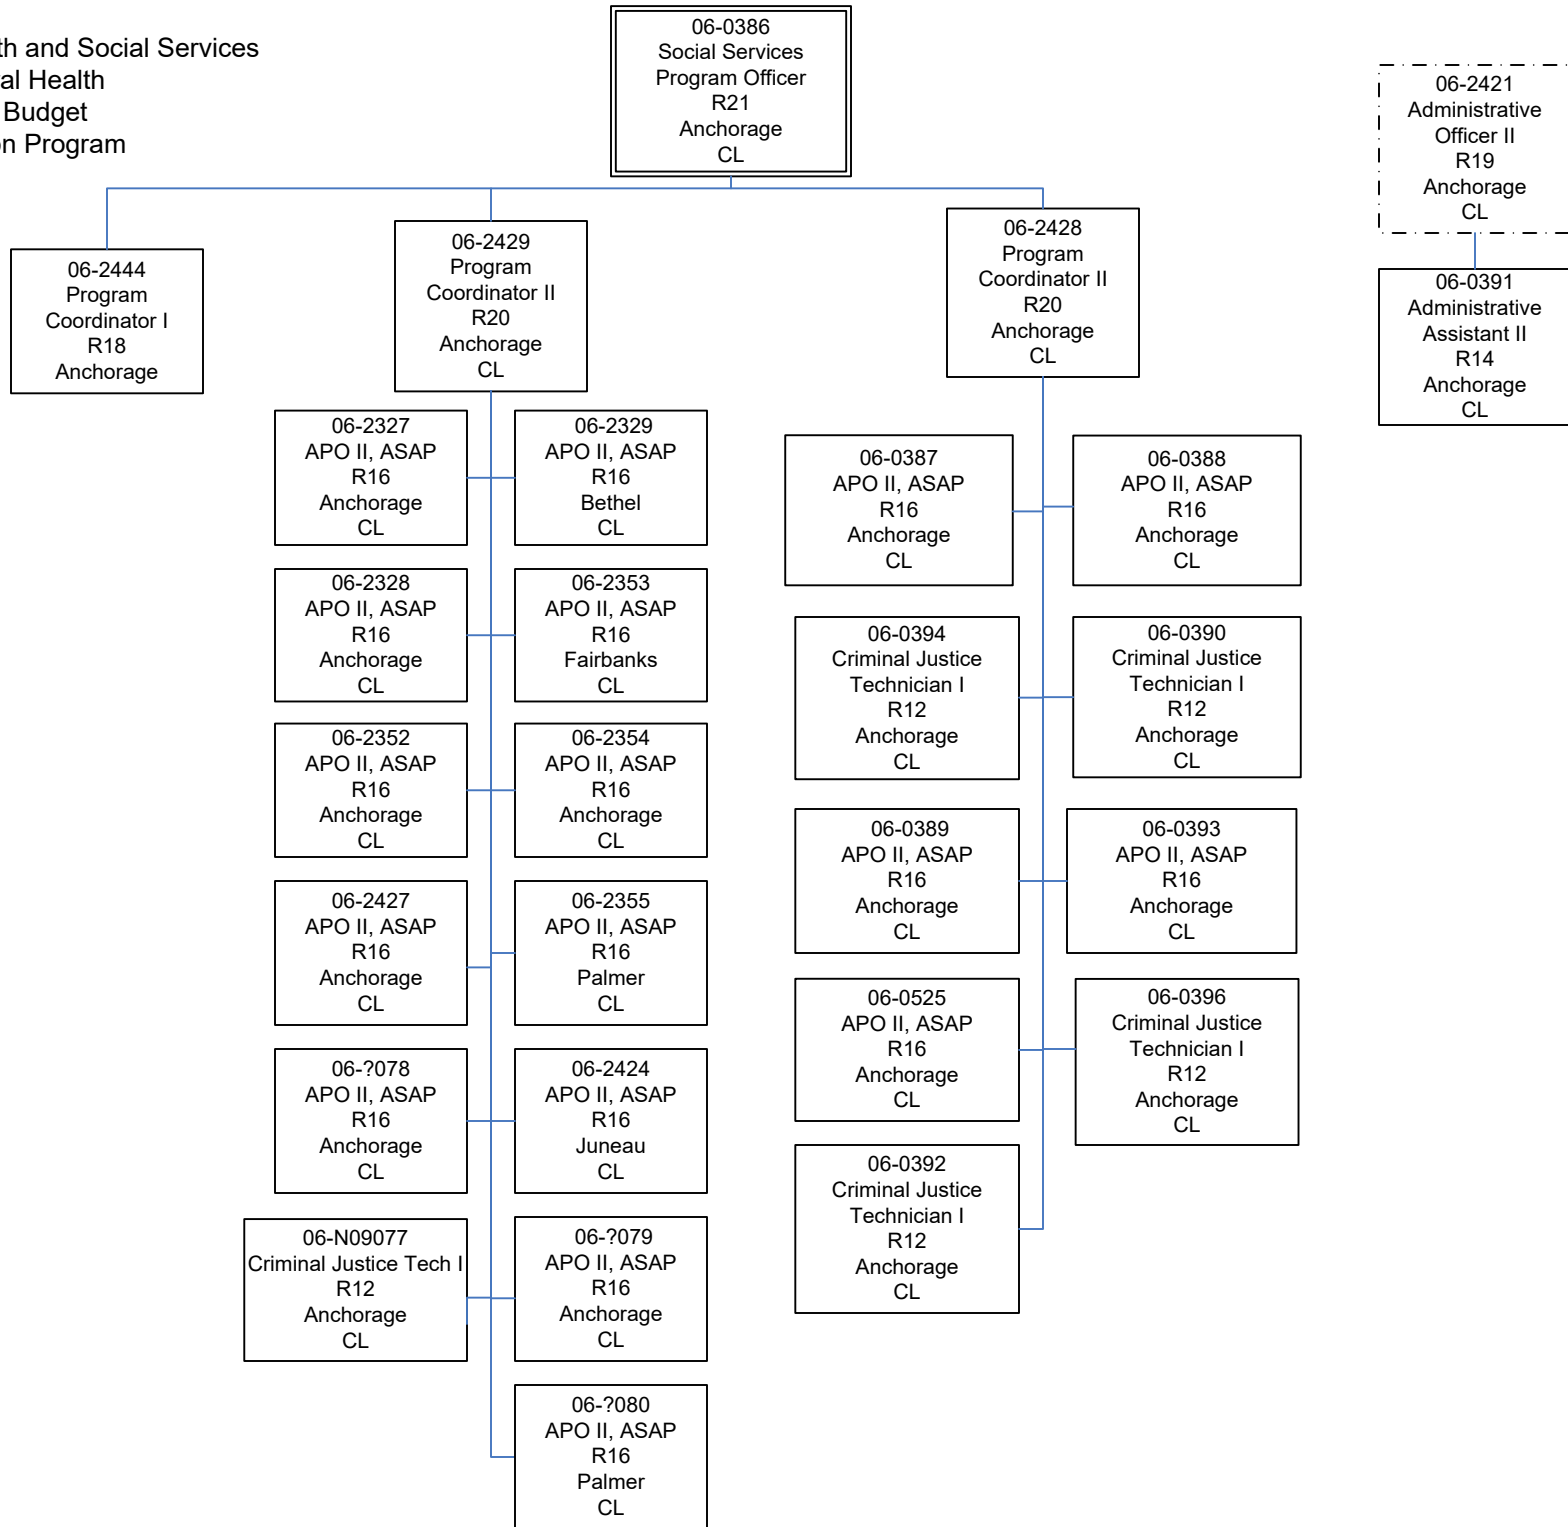 th and Social Services
al Health
Budget
n Program
06-0386
Social Services
Program Officer
R21
Anchorage
CL
06-2421
Administrative
Officer II
R19
Anchorage
CL
06-2444
Program
Coordinator I
R18
Anchorage
06-2429
Program
Coordinator II
R20
Anchorage
CL
06-2428
Program
Coordinator II
R20
Anchorage
CL
06-0391
Administrative
Assistant II
R14
Anchorage
CL
06-2327
APO II, ASAP
R16
Anchorage
CL
06-2329
APO II, ASAP
R16
Bethel
CL
06-0387
APO II, ASAP
R16
Anchorage
CL
06-0388
APO II, ASAP
R16
Anchorage
CL
06-2328
APO II, ASAP
R16
Anchorage
CL
06-2353
APO II, ASAP
R16
Fairbanks
CL
06-0394
Criminal Justice
Technician I
R12
Anchorage
CL
06-0390
Criminal Justice
Technician I
R12
Anchorage
CL
06-2352
APO II, ASAP
R16
Anchorage
CL
06-2354
APO II, ASAP
R16
Anchorage
CL
06-0389
APO II, ASAP
R16
Anchorage
CL
06-0393
APO II, ASAP
R16
Anchorage
CL
06-2427
APO II, ASAP
R16
Anchorage
CL
06-2355
APO II, ASAP
R16
Palmer
CL
06-0525
APO II, ASAP
R16
Anchorage
CL
06-0396
Criminal Justice
Technician I
R12
Anchorage
CL
06-?078
APO II, ASAP
R16
Anchorage
CL
06-2424
APO II, ASAP
R16
Juneau
CL
06-0392
Criminal Justice
Technician I
R12
Anchorage
CL
06-N09077
Criminal Justice Tech I
R12
Anchorage
CL
06-?079
APO II, ASAP
R16
Anchorage
CL
06-?080
APO II, ASAP
R16
Palmer
CL